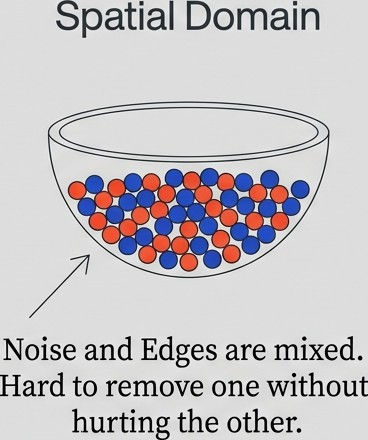 Spatial Domain
Noise and Edges are mixed.
Hard to remove one without
hurting the other.